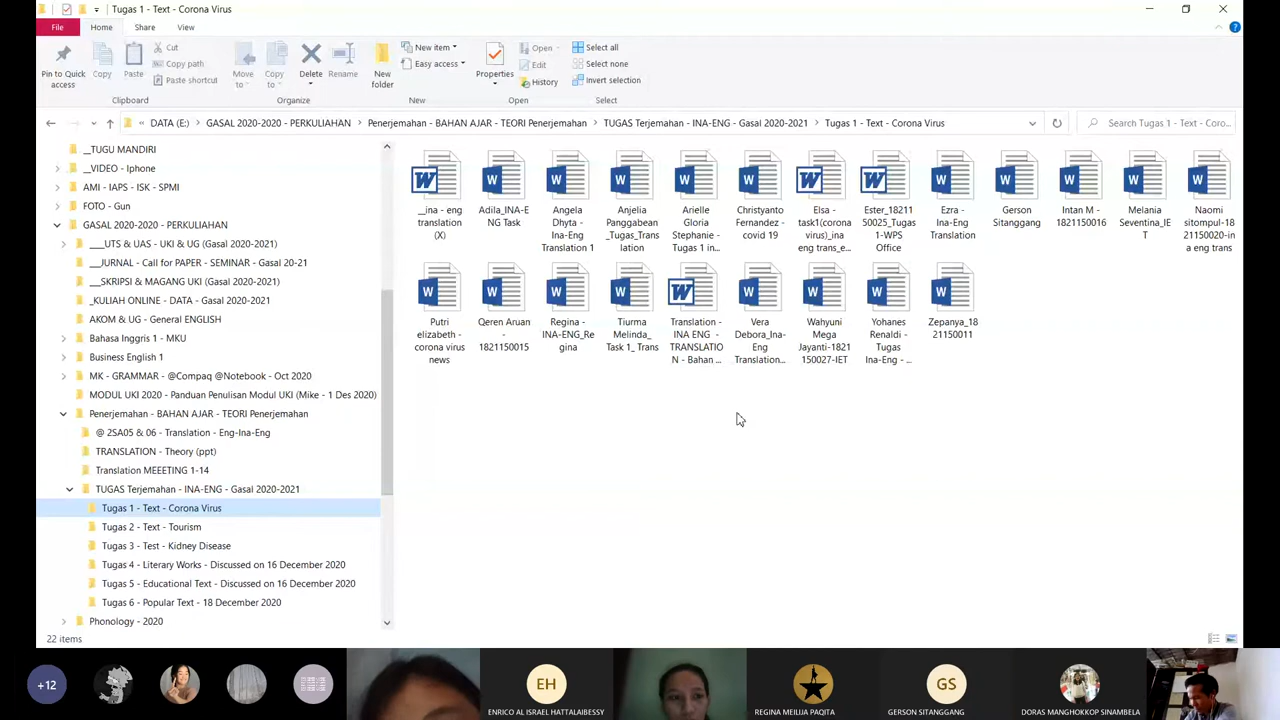 Tugas 1 - Text - Corona Virus
File
Home
Share
View
Pin to Quick
access
Copy
Paste
Cut
Copy path
Paste shortcut
Clipboard
Move
to
Copy
to
Delete
Rename
Organize
New
folder
New item
Easy access
New
Properties
Open
Edit
History
Open
Select all
Select none
Invert selection
Select
« DATA (E:) > GASAL 2020-2020 - PERKULIAHAN > Penerjemahan - BAHAN AJAR - TEORI Penerjemahan > TUGAS Terjemahan - INA-ENG - Gasal 2020-2021 > Tugas 1 - Text - Corona Virus
Search Tugas 1 - Text - Coro...
__TUGU MANDIRI
__VIDEO - Iphone
AMI - IAPS - ISK - SPMI
FOTO - Gun
GASAL 2020-2020 - PERKULIAHAN
___UTS & UAS - UKI & UG (Gasal 2020-2021)
__JURNAL - Call for PAPER - SEMINAR - Gasal 20-21
__SKRIPSI & MAGANG UKI (Gasal 2020-2021)
_KULIAH ONLINE - DATA - Gasal 2020-2021
AKOM & UG - General ENGLISH
Bahasa Inggris 1 - MKU
Business English 1
MK - GRAMMAR - @Compaq @Notebook - Oct 2020
MODUL UKI 2020 - Panduan Penulisan Modul UKI (Mike - 1 Des 2020)
Penerjemahan - BAHAN AJAR - TEORI Penerjemahan
@ 2SA05 & 06 - Translation - Eng-Ina-Eng
TRANSLATION - Theory (ppt)
Translation MEEETING 1-14
TUGAS Terjemahan - INA-ENG - Gasal 2020-2021
Tugas 1 - Text - Corona Virus
Tugas 2 - Text - Tourism
Tugas 3 - Test - Kidney Disease
Tugas 4 - Literary Works - Discussed on 16 December 2020
Tugas 5 - Educational Text - Discussed on 16 December 2020
Tugas 6 - Popular Text - 18 December 2020
Phonology - 2020
__ina - eng
translation
(X)
Adila_INA-E
NG Task
Angela
Dhyta -
Ina-Eng
Translation 1
Anjelia
Panggabean
_Tugas_Trans
lation
Arielle
Gloria
Stephanie -
Tugas 1 in...
Christyanto
Fernandez -
covid 19
Elsa -
task1(corona
virus)_ina
eng trans_e...
Ester_18211
50025_Tugas
1-WPS
Office
Ezra -
Ina-Eng
Translation
Gerson
Sitanggang
Intan M -
1821150016
Melania
Seventina_IE
T
Naomi
sitompul-18
21150020-in
a eng trans
Putri
elizabeth -
corona virus
news
Qeren Aruan
-
1821150015
Regina -
INA-ENG_Re
gina
Tiurma
Melinda_
Task 1_ Trans
Translation -
INA ENG -
TRANSLATIO
N - Bahan ...
Vera
Debora_Ina-
Eng
Translation...
Wahyuni
Mega
Jayanti-1821
150027-IET
Yohanes
Renaldi -
Tugas
Ina-Eng - ...
Zepanya_18
21150011
22 items
+12
EH
ENRICO AL ISRAEL HATTALAIBESSY
REGINA MEILIJA PAQITA
GS
GERSON SITANGGANG
DORAS MANGHOKKOP SINAMBELA